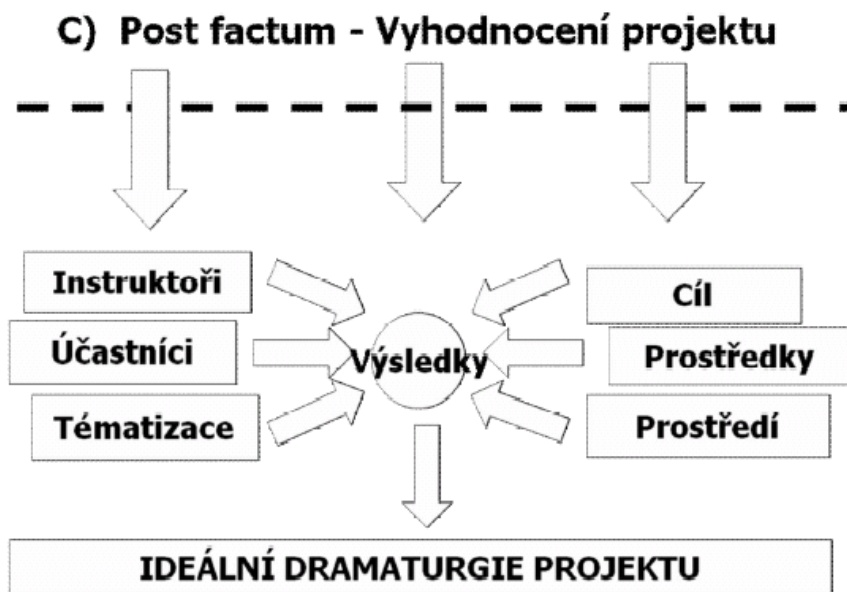 C) Post factum - Vyhodnocení projektu
Instruktoři
Účastníci
Tématizace
Výsledky
Cíl
Prostředky
Prostředí
IDEÁLNÍ DRAMATURGIE PROJEKTU